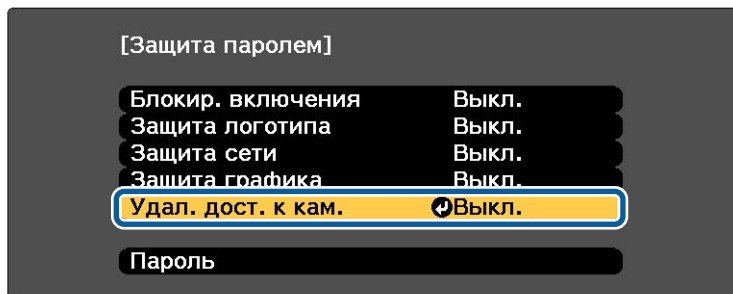 [Защита паролем]
Блокир. включения Выкл.
Защита логотипа Выкл.
Защита сети Выкл.
Защита графика Выкл.
Удал. дост. к кам. Выкл.
Пароль